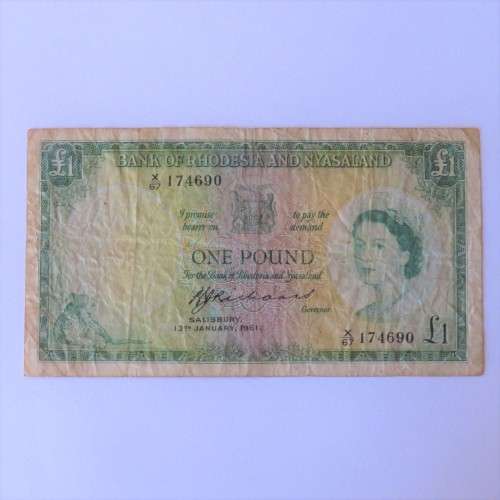 £1
£1
BANK OF RHODESIA AND NYASALAND
X/67 174690
I promise to pay the
bearer on demand
ONE POUND
For the Bank of Rhodesia and Nyasaland
Governor
SALISBURY,
13TH JANUARY, 1961.
X/67 174690 £1